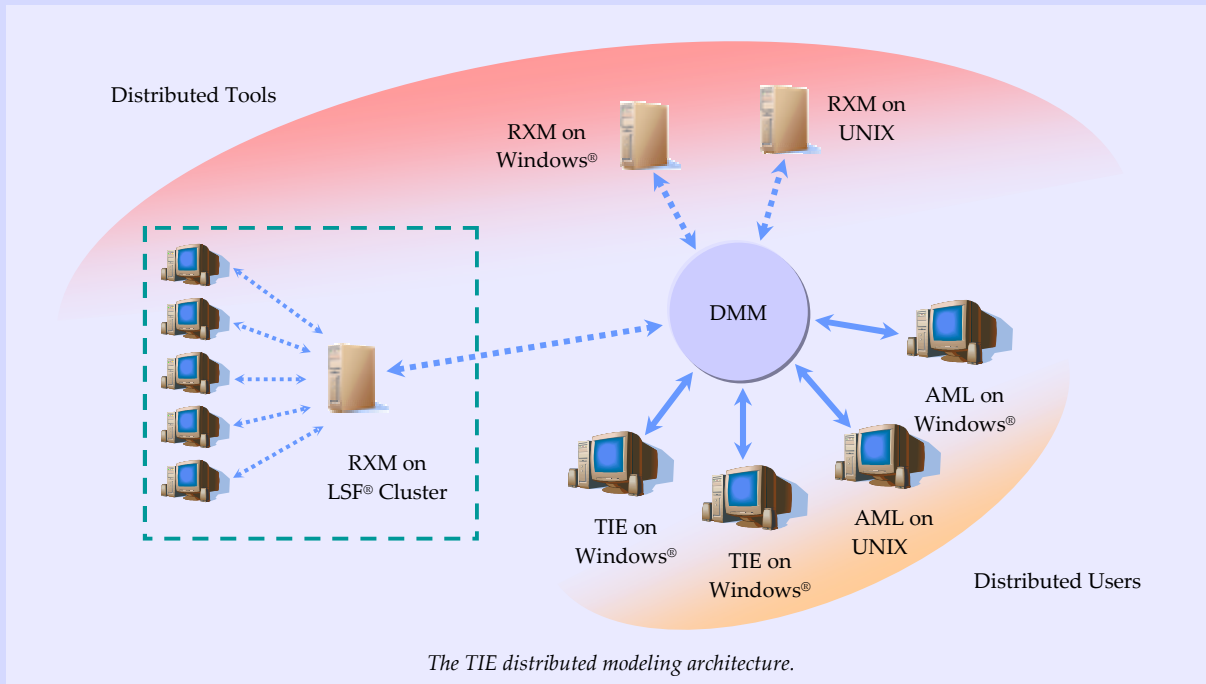 Distributed Tools
RXM on
Windows®
RXM on
UNIX
DMM
RXM on
LSF® Cluster
AML on
Windows®
AML on
UNIX
TIE on
Windows®
TIE on
Windows®
Distributed Users
The TIE distributed modeling architecture.